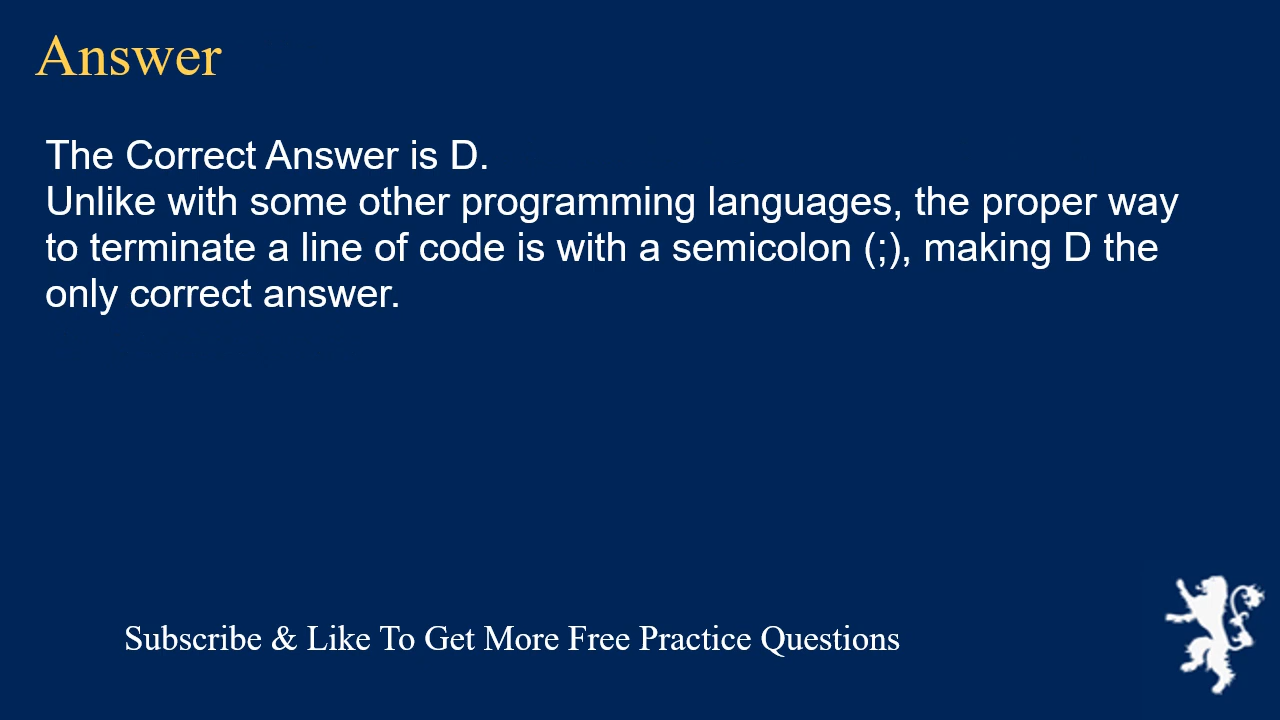 Answer
The Correct Answer is D.
Unlike with some other programming languages, the proper way
to terminate a line of code is with a semicolon (;), making D the
only correct answer.
Subscribe & Like To Get More Free Practice Questions